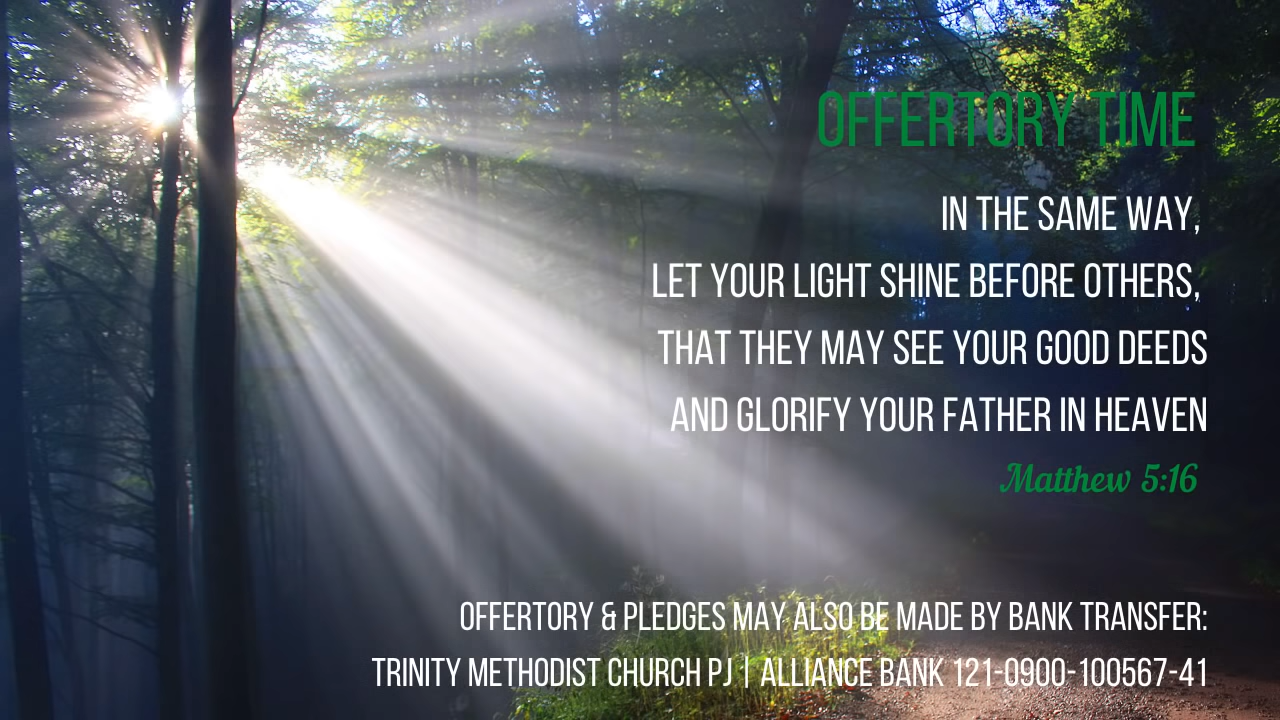 OFFERTORY TIME
IN THE SAME WAY,
LET YOUR LIGHT SHINE BEFORE OTHERS,
THAT THEY MAY SEE YOUR GOOD DEEDS
AND GLORIFY YOUR FATHER IN HEAVEN
Matthew 5:16
OFFERTORY & PLEDGES MAY ALSO BE MADE BY BANK TRANSFER:
TRINITY METHODIST CHURCH PJ | ALLIANCE BANK 121-0900-100567-41